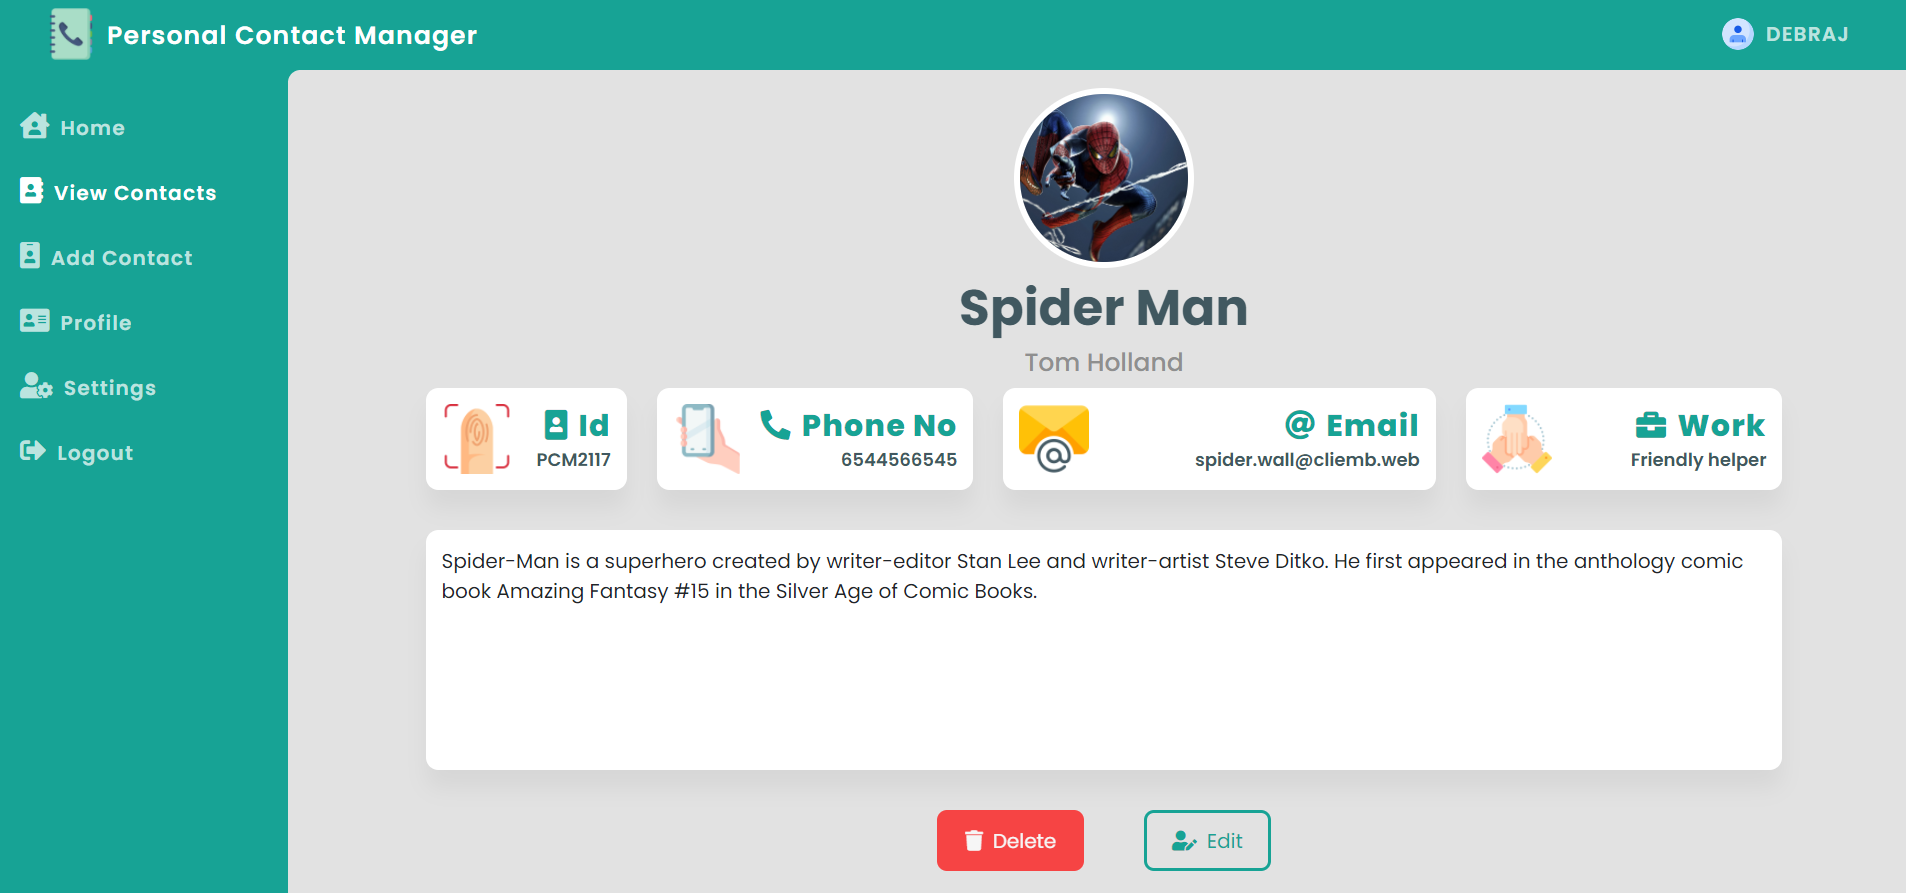 Personal Contact Manager
DEBRAJ
Home
View Contacts
Add Contact
Profile
Settings
Logout
Spider Man
Tom Holland
Id
PCM2117
Phone No
6544566545
Email
spider.wall@cliemb.web
Work
Friendly helper
Spider-Man is a superhero created by writer-editor Stan Lee and writer-artist Steve Ditko. He first appeared in the anthology comic
book Amazing Fantasy #15 in the Silver Age of Comic Books.
Delete
Edit